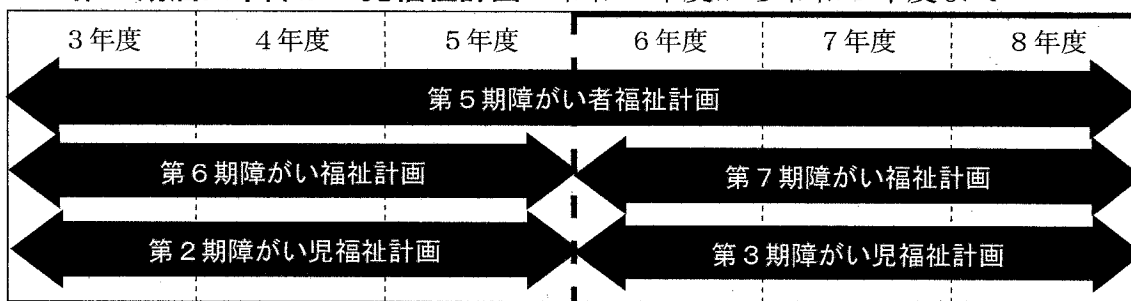 3年度 4年度 5年度 6年度 7年度 8年度
第5期障がい者福祉計画
第6期障がい福祉計画 第7期障がい福祉計画
第2期障がい児福祉計画 第3期障がい児福祉計画